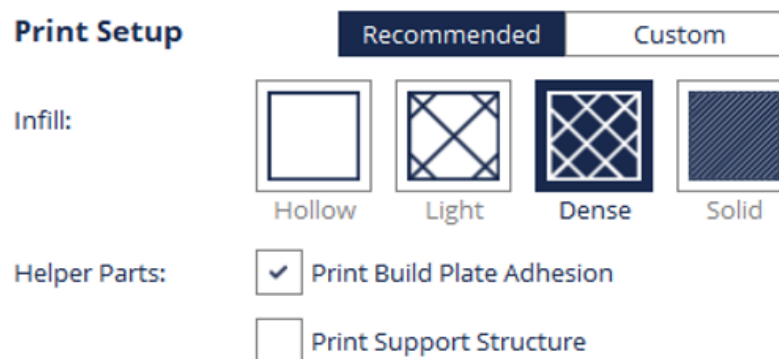 Print Setup Recommended Custom
Infill:
Hollow Light Dense Solid
Helper Parts: Print Build Plate Adhesion
Print Support Structure